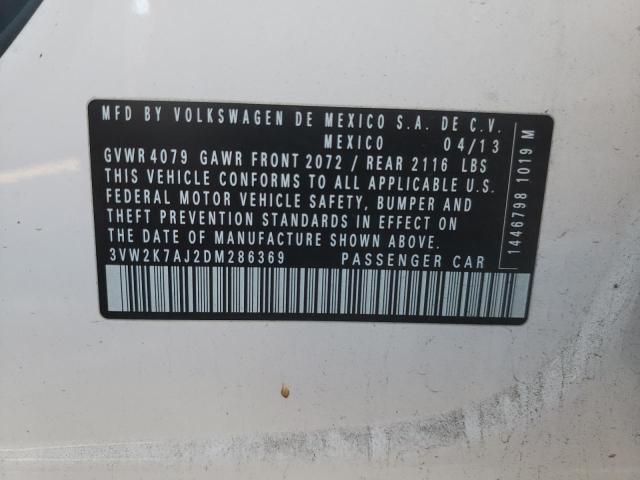 MFD BY VOLKSWAGEN DE MEXICO S.A. DE C.V.
MEXICO 04/13
GVWR 4079 GAWR FRONT 2072 / REAR 2116 LBS
THIS VEHICLE CONFORMS TO ALL APPLICABLE U.S.
FEDERAL MOTOR VEHICLE SAFETY, BUMPER AND
THEFT PREVENTION STANDARDS IN EFFECT ON
THE DATE OF MANUFACTURE SHOWN ABOVE.
3VW2K7AJ2DM286369 PASSENGER CAR
14467981019 M